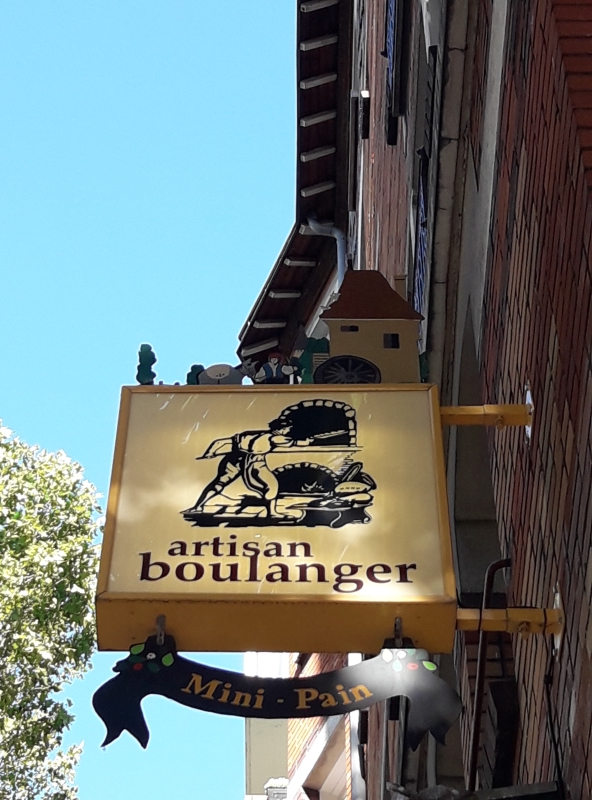 artisan
boulanger
Mini - Pain